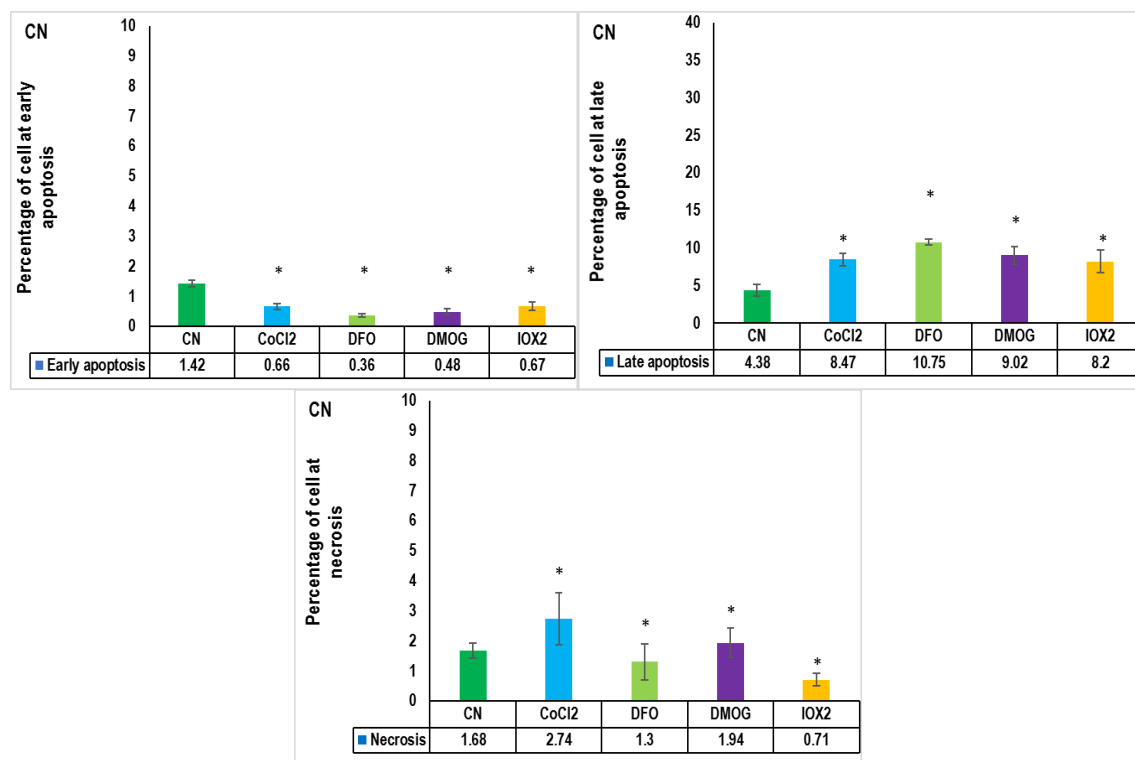 CN
Percentage of cell at early
apoptosis
10
9
8
7
6
5
4
3
2
1
0
* * * *
CN CoCl2 DFO DMOG IOX2
Early apoptosis 1.42 0.66 0.36 0.48 0.67
CN
Percentage of cell at late
apoptosis
40
35
30
25
20
15
10
5
0
* * * *
CN CoCl2 DFO DMOG IOX2
Late apoptosis 4.38 8.47 10.75 9.02 8.2
CN
Percentage of cell at
necrosis
10
9
8
7
6
5
4
3
2
1
0
* * * *
CN CoCl2 DFO DMOG IOX2
Necrosis 1.68 2.74 1.3 1.94 0.71